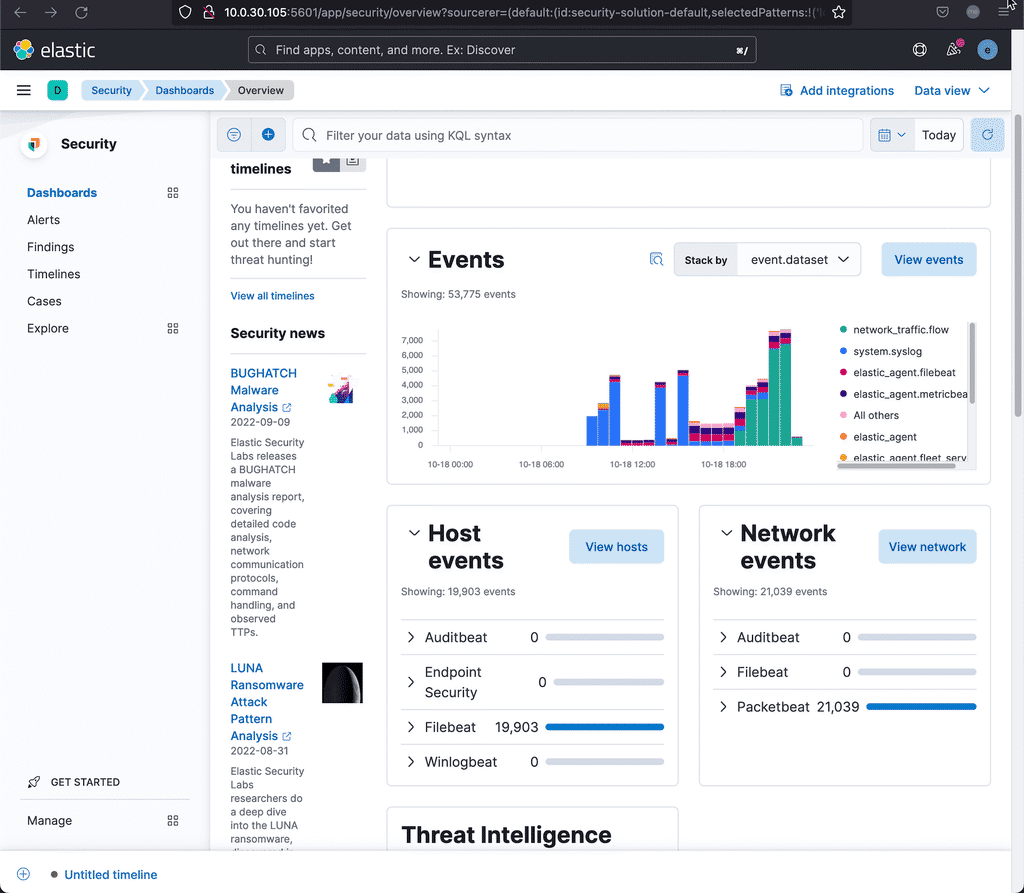 10.0.30.105:5601/app/security/overview?sourcerer=(default:(id:security-solution-default,selectedPatterns:!('
elastic
Find apps, content, and more. Ex: Discover
⌘/
e
D
Security
Dashboards
Overview
Add integrations
Data view
Security
Dashboards
Alerts
Findings
Timelines
Cases
Explore
GET STARTED
Manage
Filter your data using KQL syntax
Today
timelines
You haven't favorited
any timelines yet. Get
out there and start
threat hunting!
View all timelines
Security news
BUGHATCH
Malware
Analysis
2022-09-09
Elastic Security
Labs releases
a BUGHATCH
malware
analysis report,
covering
detailed code
analysis,
network
communication
protocols,
command
handling, and
observed
TTPs.
LUNA
Ransomware
Attack
Pattern
Analysis
2022-08-31
Elastic Security
Labs
researchers do
a deep dive
into the LUNA
ransomware,
Events
Stack by
event.dataset
View events
Showing: 53,775 events
7,000
6,000
5,000
4,000
3,000
2,000
1,000
0
10-18 00:00
10-18 06:00
10-18 12:00
10-18 18:00
network_traffic.flow
system.syslog
elastic_agent.filebeat
elastic_agent.metricbea
All others
elastic_agent
elastic_agent.fleet_serv
Host
events
View hosts
Showing: 19,903 events
Auditbeat 0
Endpoint
Security 0
Filebeat 19,903
Winlogbeat 0
Network
events
View network
Showing: 21,039 events
Auditbeat 0
Filebeat 0
Packetbeat 21,039
Threat Intelligence
Untitled timeline